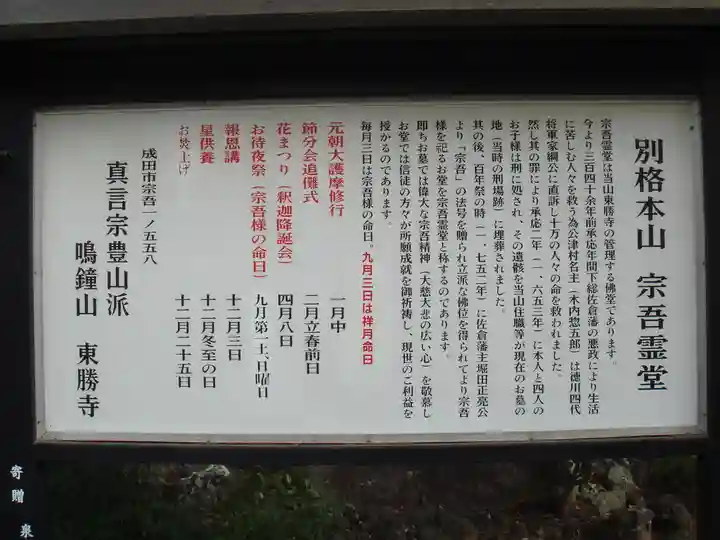 別格本山 宗吾霊堂
宗吾霊堂は当山東勝寺の管理する佛堂であります。
今より三百四十余年前承応年間下総佐倉藩の悪政により生活
に苦しむ人々を救う為公津村名主(木内惣五郎)は徳川四代
将軍家綱公に直訴し十万の人々の命を救われました。
然し其の罪により承応二年(一、六五三年)に本人と四人の
お子様は刑に処され、その遺骸を当山住職等が現在のお墓の
地(当時の刑場跡)に埋葬されました。
其の後、百年祭の時(一、七五二年)に佐倉藩主堀田正亮公
より「宗吾」の法号を贈られ立派な佛位を得られてより宗吾
様を祀るお堂を宗吾霊堂と称するのであります。
即ちお墓では偉大な宗吾精神(大慈大悲の広い心)を敬慕し
お堂では信徒の方々が所願成就を御祈祷し、現世のご利益を
授かるのであります。
毎月三日は宗吾様の命日。九月三日は祥月命日
元朝大護摩修行 一月中
節分会追儺式 二月立春前日
花まつり(釈迦降誕会) 四月八日
お待夜祭(宗吾様の命日) 九月第一土、日曜日
報恩講 十二月三日
星供養 十二月冬至の日
お焚上げ 十二月二十五日
成田市宗吾一ノ五五八
真言宗豊山派
鳴鐘山 東勝寺
寄贈 泉